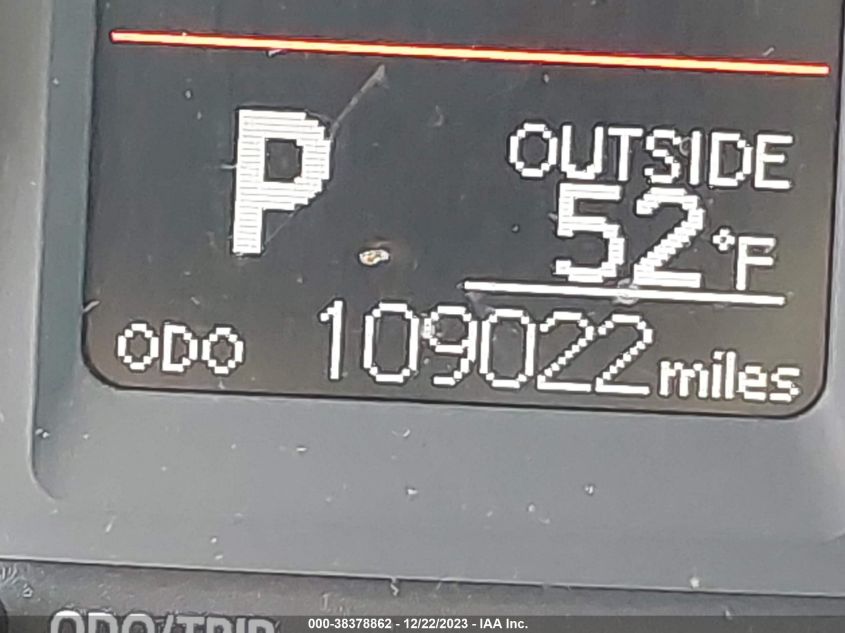 P
OUTSIDE
52°F
ODO 109022 miles
ODO/TRIP
000-38378862 - 12/22/2023 - IAA Inc.